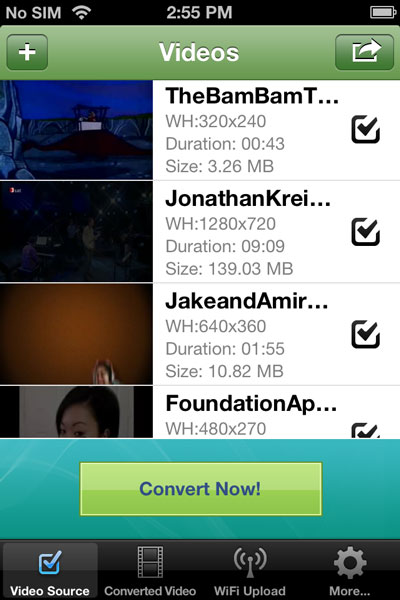 No SIM 2:55 PM
+ Videos
TheBamBamT...
WH:320x240
Duration: 00:43
Size: 3.26 MB
JonathanKrei...
WH:1280x720
Duration: 09:09
Size: 139.03 MB
JakeandAmir...
WH:640x360
Duration: 01:55
Size: 10.82 MB
FoundationAp...
WH:480x270
Convert Now!
Video Source Converted Video WiFi Upload More...